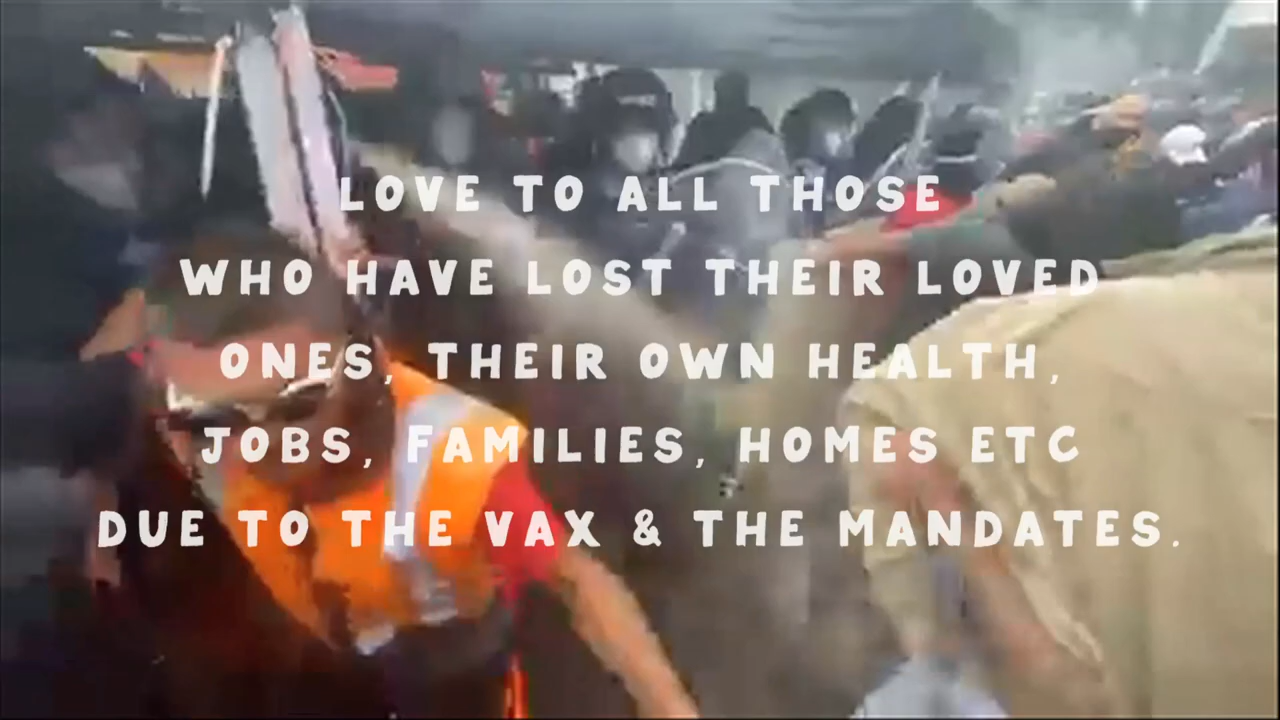 LOVE TO ALL THOSE
WHO HAVE LOST THEIR LOVED
ONES, THEIR OWN HEALTH,
JOBS, FAMILIES, HOMES ETC
DUE TO THE VAX & THE MANDATES.